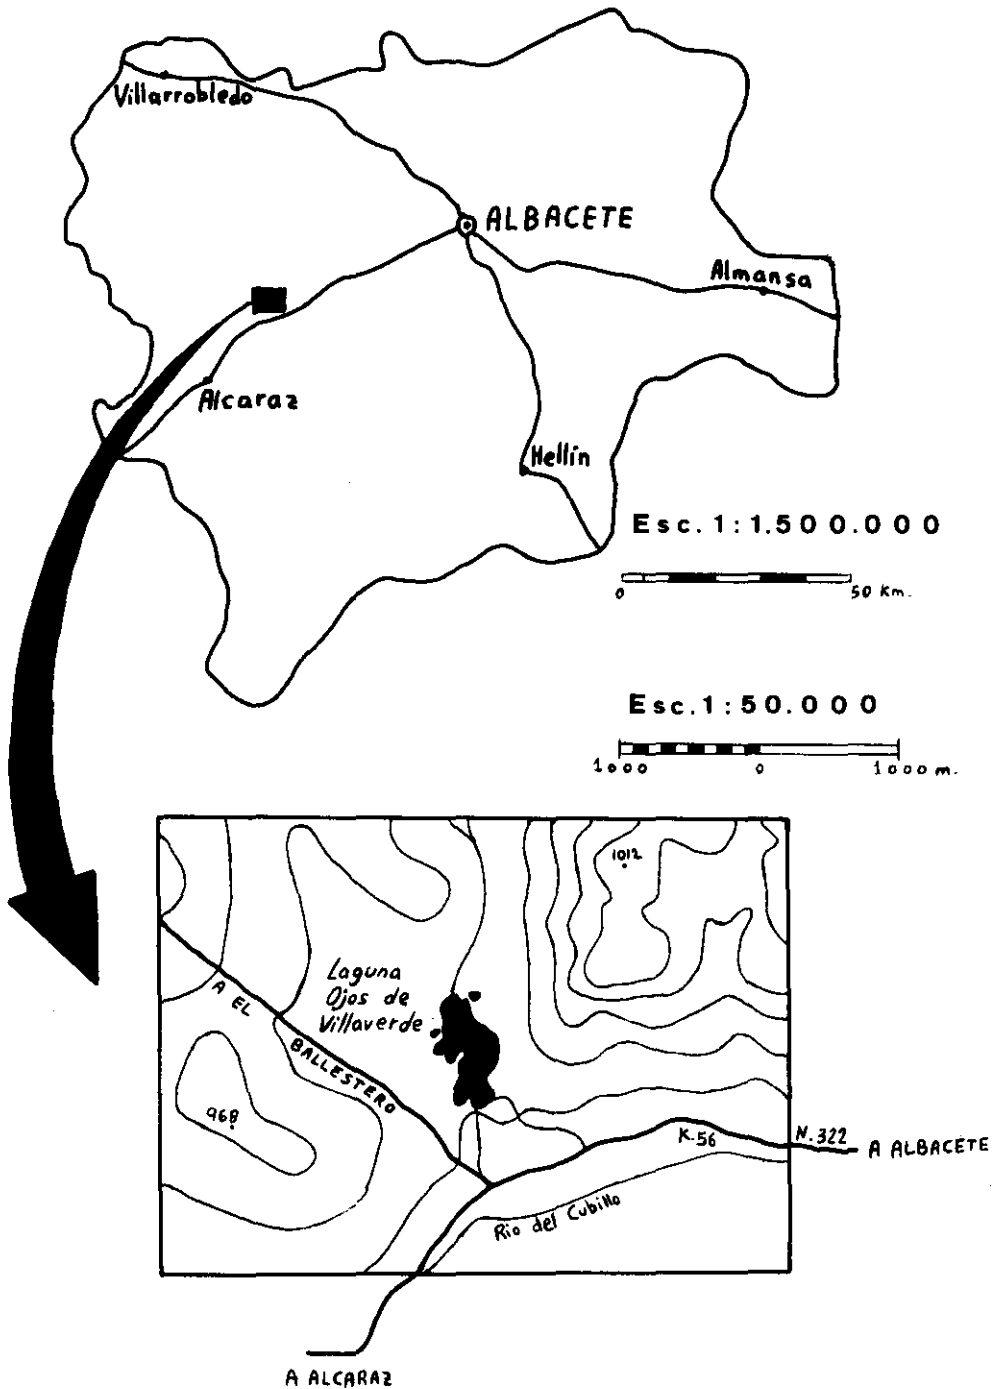 Villarrobledo
ALBACETE
Almansa
Alcaraz
Hellín
Esc. 1:1.500.000
0 50 Km.
Esc. 1:50.000
1000 0 1000 m.
1012
Laguna
Ojos de
Villaverde
A EL
BALLESTERO
968
K-56
N.322
A ALBACETE
Rio del Cubillo
A ALCARAZ